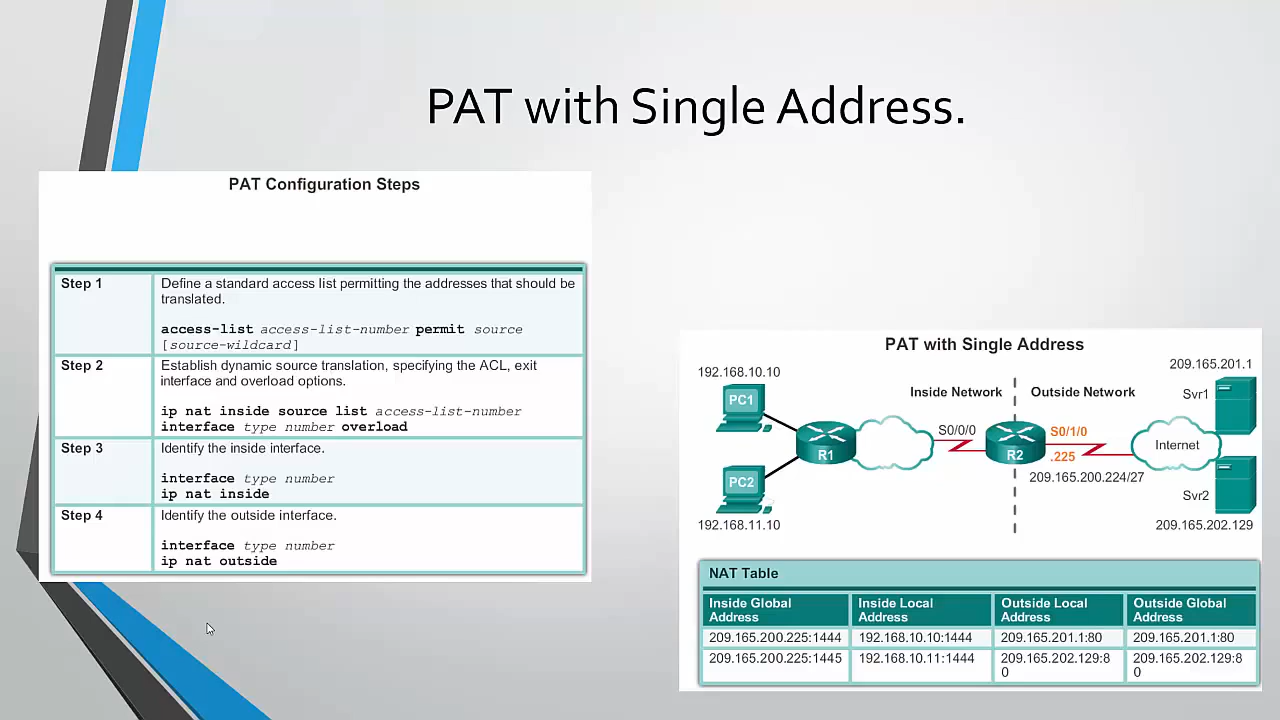 PAT with Single Address.
PAT Configuration Steps
Step 1
Define a standard access list permitting the addresses that should be
translated.
access-list access-list-number permit source
[source-wildcard]
Step 2
Establish dynamic source translation, specifying the ACL, exit
interface and overload options.
ip nat inside source list access-list-number
interface type number overload
Step 3
Identify the inside interface.
interface type number
ip nat inside
Step 4
Identify the outside interface.
interface type number
ip nat outside
PAT with Single Address
192.168.10.10
209.165.201.1
PC1
Inside Network
Outside Network
Svr1
S0/0/0
S0/1/0
R1
R2
.225
Internet
209.165.200.224/27
PC2
Svr2
192.168.11.10
209.165.202.129
NAT Table
Inside Global
Address
Inside Local
Address
Outside Local
Address
Outside Global
Address
209.165.200.225:1444
192.168.10.10:1444
209.165.201.1:80
209.165.201.1:80
209.165.200.225:1445
192.168.10.11:1444
209.165.202.129:8
0
209.165.202.129:8
0